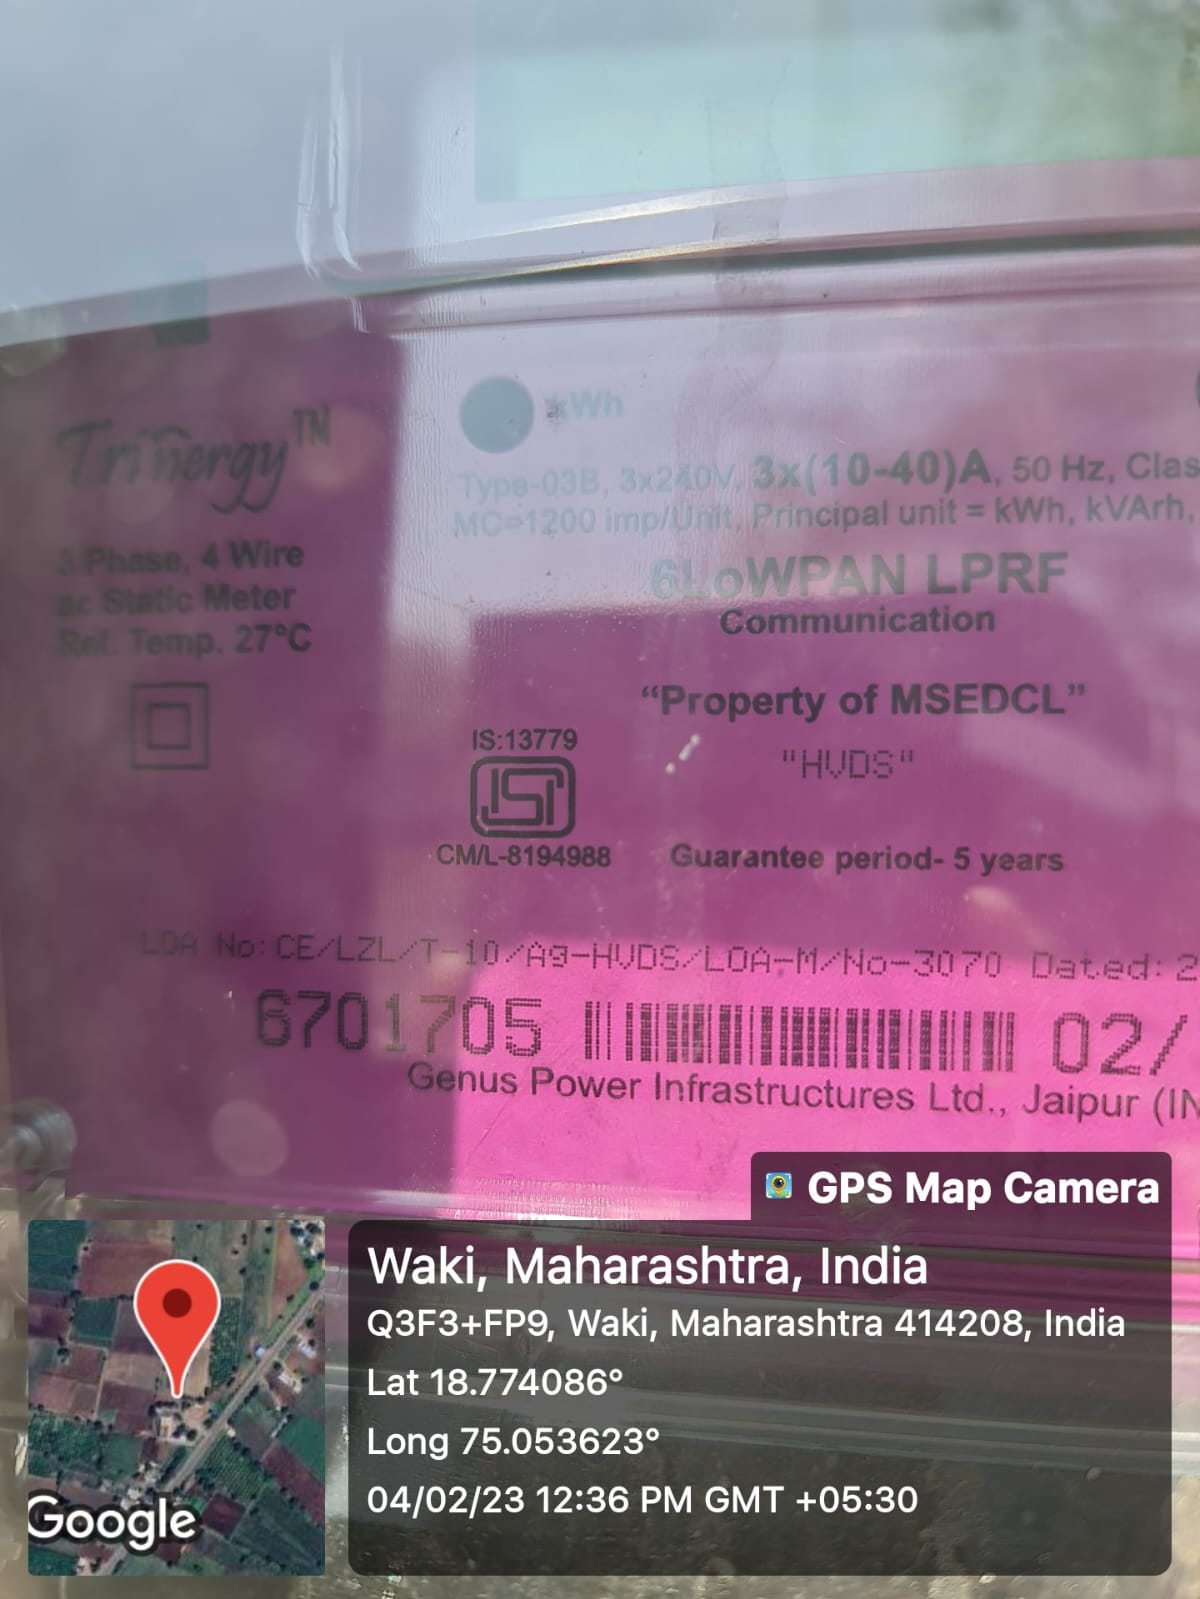 kWh
Trinergy™
Type-03B, 3x240V, 3x(10-40)A, 50 Hz, Clas
MC=1200 imp/Unit, Principal unit = kWh, kVArh,
3 Phase, 4 Wire
ac Static Meter
Ref. Temp. 27°C
6LoWPAN LPRF
Communication
“Property of MSEDCL”
"HVDS"
IS:13779
ISI
CM/L-8194988
Guarantee period- 5 years
LOA No: CE/LZL/T-10/Ag-HVDS/LOA-M/No-3070 Dated: 2
6701705 02/
Genus Power Infrastructures Ltd., Jaipur (IN
GPS Map Camera
Waki, Maharashtra, India
Q3F3+FP9, Waki, Maharashtra 414208, India
Lat 18.774086°
Long 75.053623°
04/02/23 12:36 PM GMT +05:30
Google